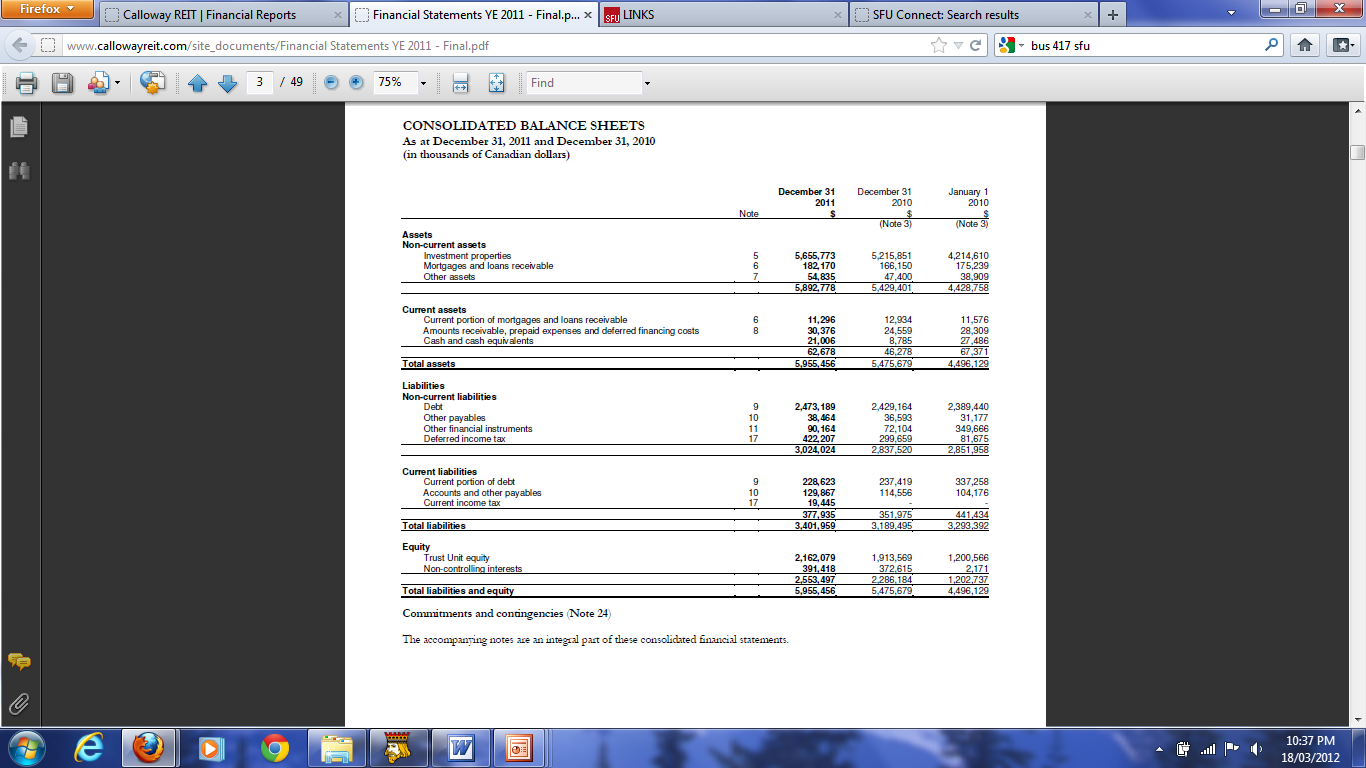 Firefox
Calloway REIT | Financial Reports
Financial Statements YE 2011 - Final.p...
SFU LINKS
SFU Connect: Search results
www.callowayreit.com/site_documents/Financial Statements YE 2011 - Final.pdf
bus 417 sfu
3 / 49
75%
Find
CONSOLIDATED BALANCE SHEETS
As at December 31, 2011 and December 31, 2010
(in thousands of Canadian dollars)
December 31 December 31 January 1
2011 2010 2010
Note $ $ $
(Note 3) (Note 3)
Assets
Non-current assets
Investment properties 5 5,655,773 5,215,851 4,214,610
Mortgages and loans receivable 6 182,170 166,150 175,239
Other assets 7 54,835 47,400 38,909
5,892,778 5,429,401 4,428,758
Current assets
Current portion of mortgages and loans receivable 6 11,296 12,934 11,576
Amounts receivable, prepaid expenses and deferred financing costs 8 30,376 24,559 28,309
Cash and cash equivalents 21,006 8,785 27,486
62,678 46,278 67,371
Total assets 5,955,456 5,475,679 4,496,129
Liabilities
Non-current liabilities
Debt 9 2,473,189 2,429,164 2,389,440
Other payables 10 38,464 36,593 31,177
Other financial instruments 11 90,164 72,104 349,666
Deferred income tax 17 422,207 299,659 81,675
3,024,024 2,837,520 2,851,958
Current liabilities
Current portion of debt 9 228,623 237,419 337,258
Accounts and other payables 10 129,867 114,556 104,176
Current income tax 17 19,445 - -
377,935 351,975 441,434
Total liabilities 3,401,959 3,189,495 3,293,392
Equity
Trust Unit equity 2,162,079 1,913,569 1,200,566
Non-controlling interests 391,418 372,615 2,171
2,553,497 2,286,184 1,202,737
Total liabilities and equity 5,955,456 5,475,679 4,496,129
Commitments and contingencies (Note 24)
The accompanying notes are an integral part of these consolidated financial statements.
10:37 PM
18/03/2012